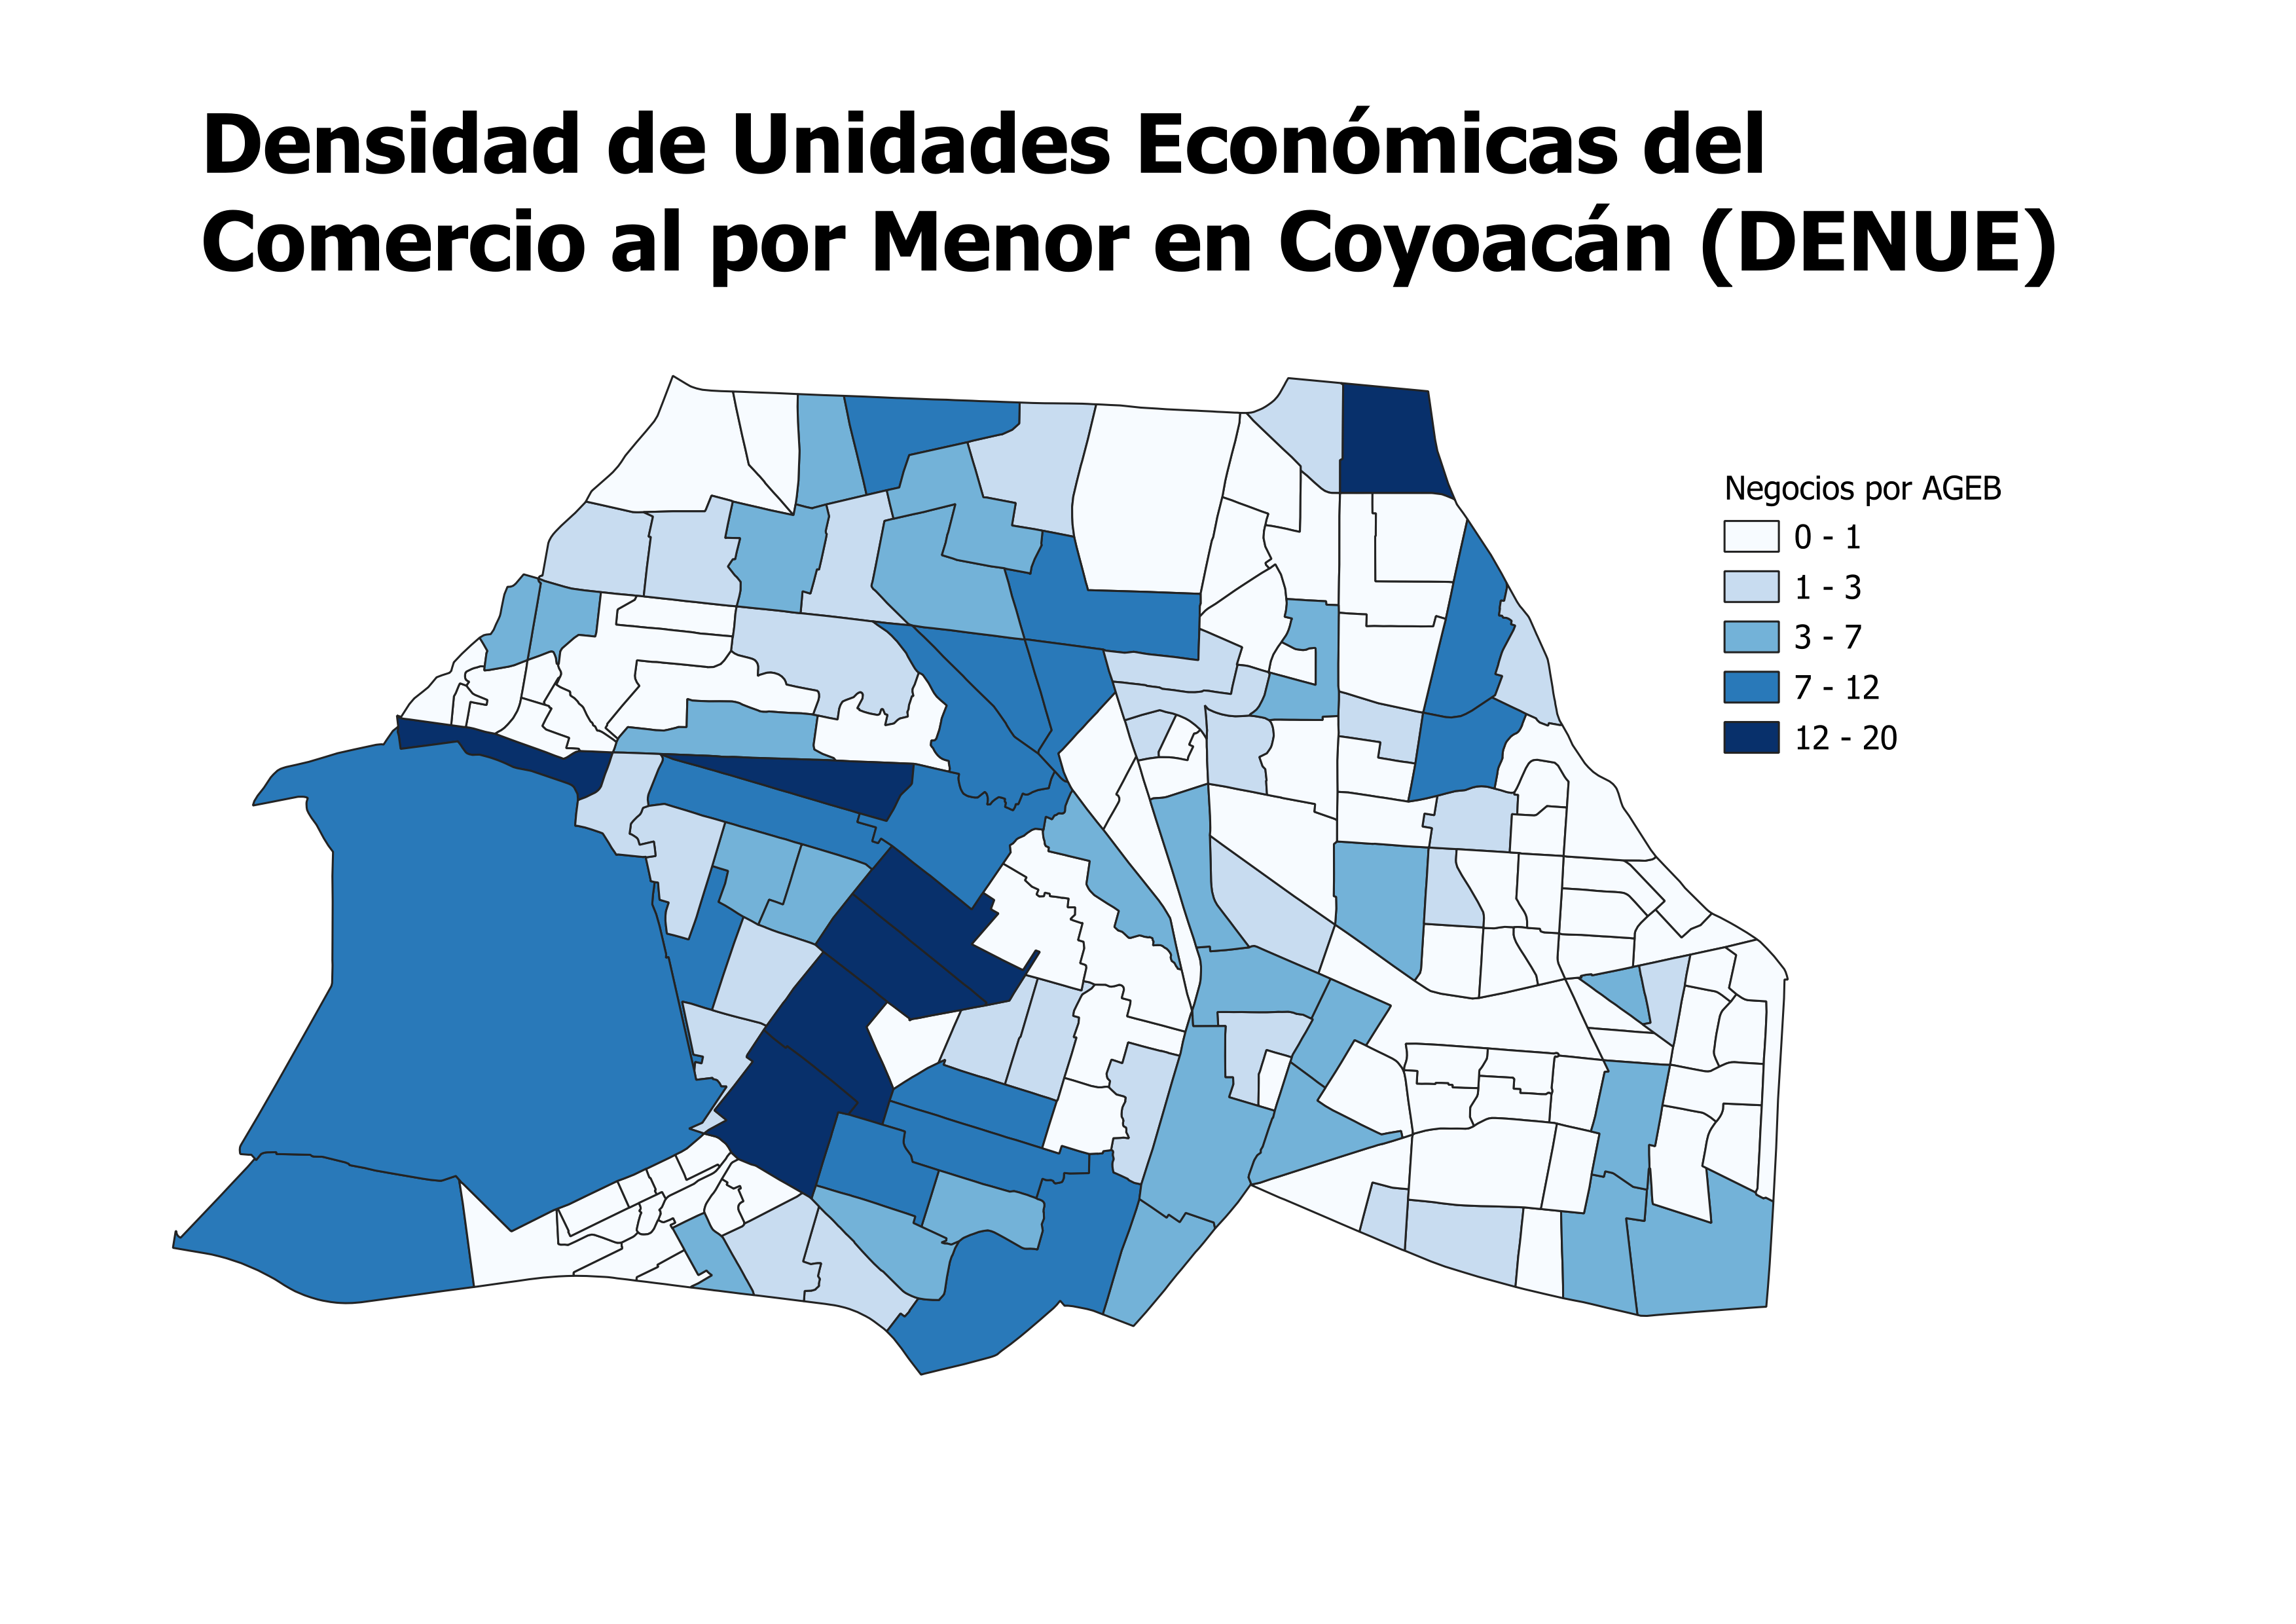 Densidad de Unidades Económicas del
Comercio al por Menor en Coyoacán (DENUE)
Negocios por AGEB
0 - 1
1 - 3
3 - 7
7 - 12
12 - 20